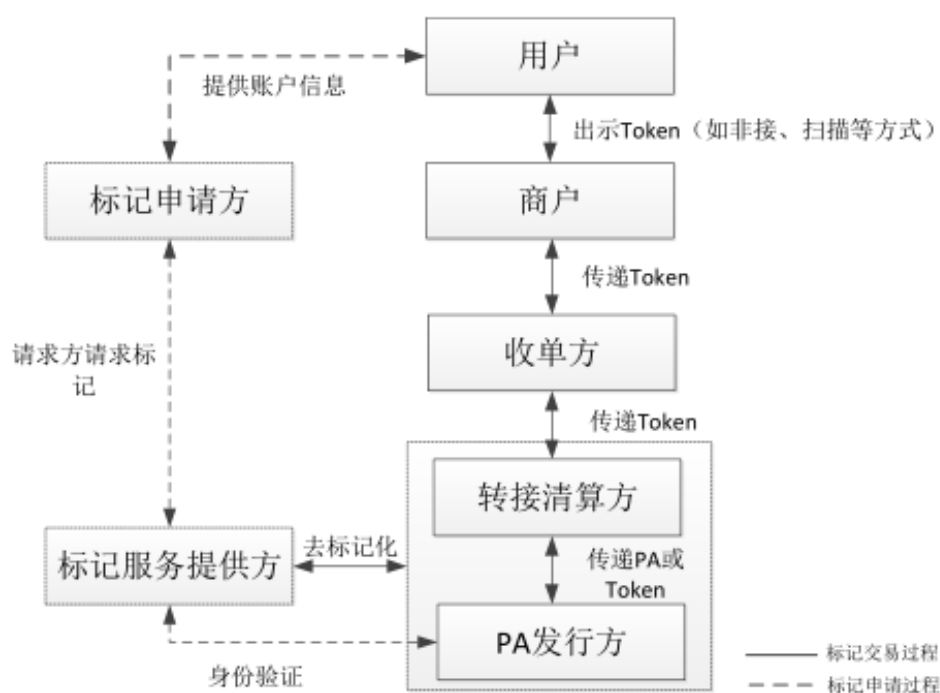 用户
提供账户信息
出示Token（如非接、扫描等方式）
标记申请方
商户
传递Token
请求方请求标
记
收单方
传递Token
转接清算方
标记服务提供方
去标记化
传递PA或
Token
PA发行方
身份验证
标记交易过程
标记申请过程